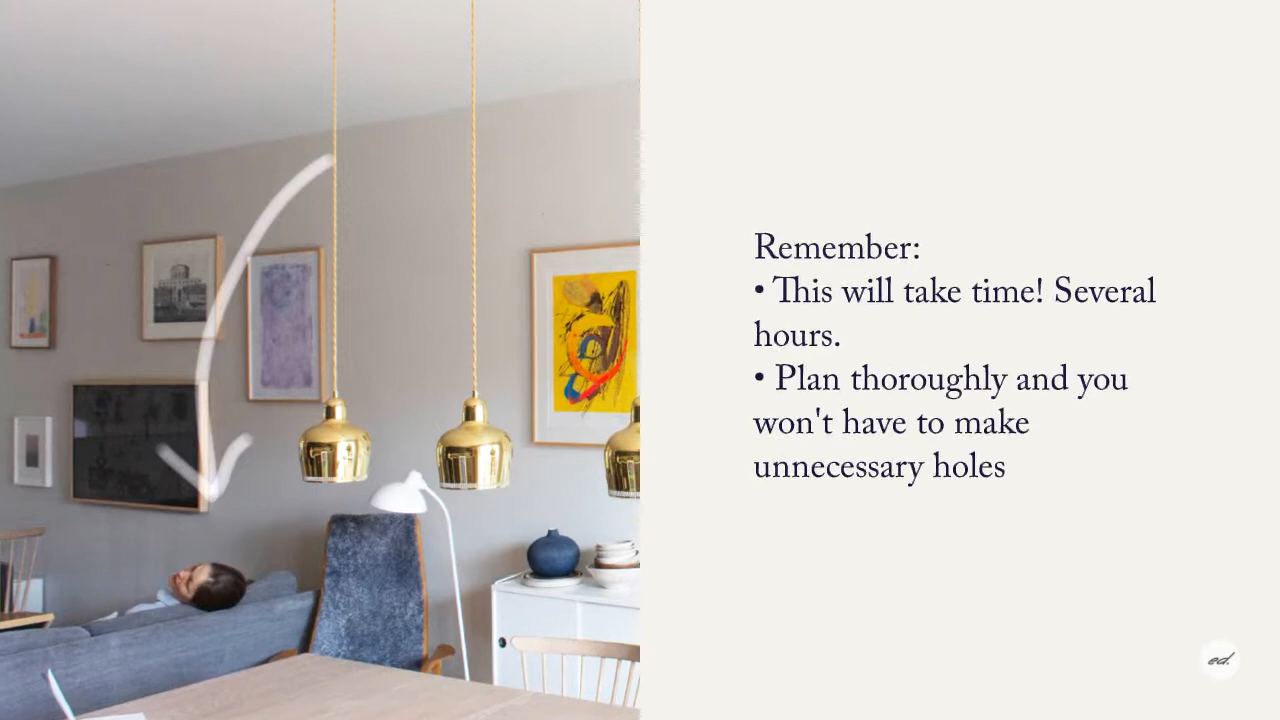 Remember:
• This will take time! Several
hours.
• Plan thoroughly and you
won't have to make
unnecessary holes
ed.